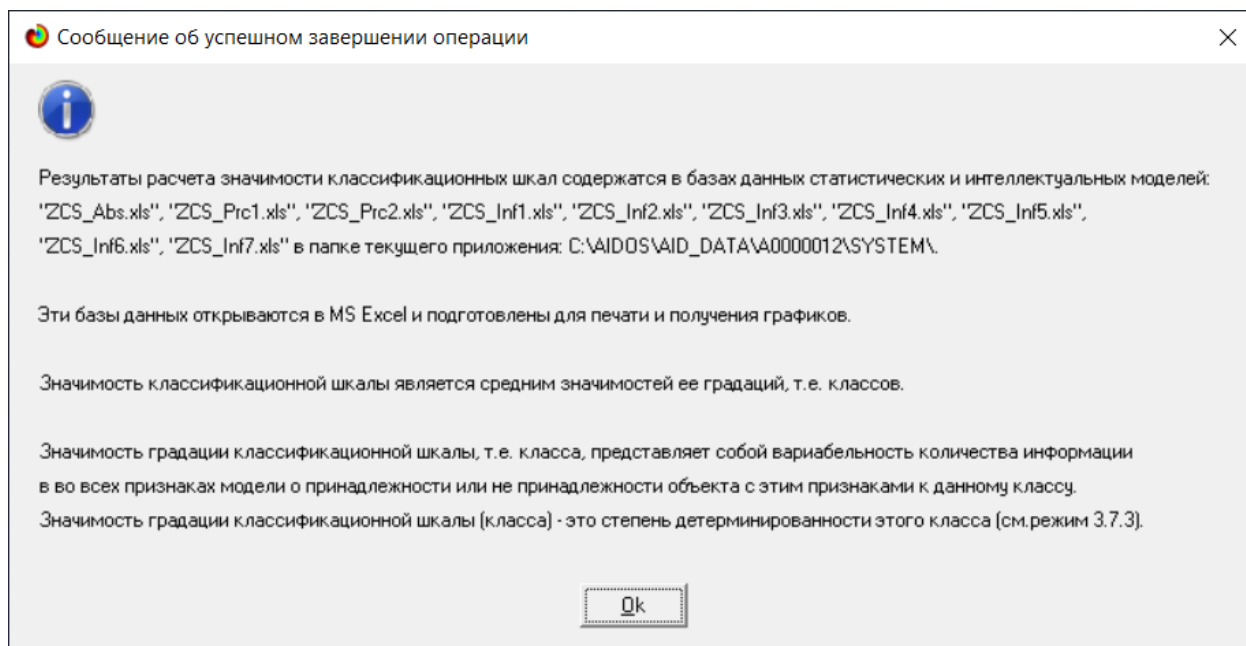 Сообщение об успешном завершении операции
Результаты расчета значимости классификационных шкал содержатся в базах данных статистических и интеллектуальных моделей:
"ZCS_Abs.xls", "ZCS_Prc1.xls", "ZCS_Prc2.xls", "ZCS_Inf1.xls", "ZCS_Inf2.xls", "ZCS_Inf3.xls", "ZCS_Inf4.xls", "ZCS_Inf5.xls",
"ZCS_Inf6.xls", "ZCS_Inf7.xls" в папке текущего приложения: C:\AIDOS\AID_DATA\A0000012\SYSTEM\.
Эти базы данных открываются в MS Excel и подготовлены для печати и получения графиков.
Значимость классификационной шкалы является средним значимостей ее градаций, т.е. классов.
Значимость градации классификационной шкалы, т.е. класса, представляет собой вариабельность количества информации
в во всех признаках модели о принадлежности или не принадлежности объекта с этим признаками к данному классу.
Значимость градации классификационной шкалы (класса) - это степень детерминированности этого класса (см.режим 3.7.3).
Ok